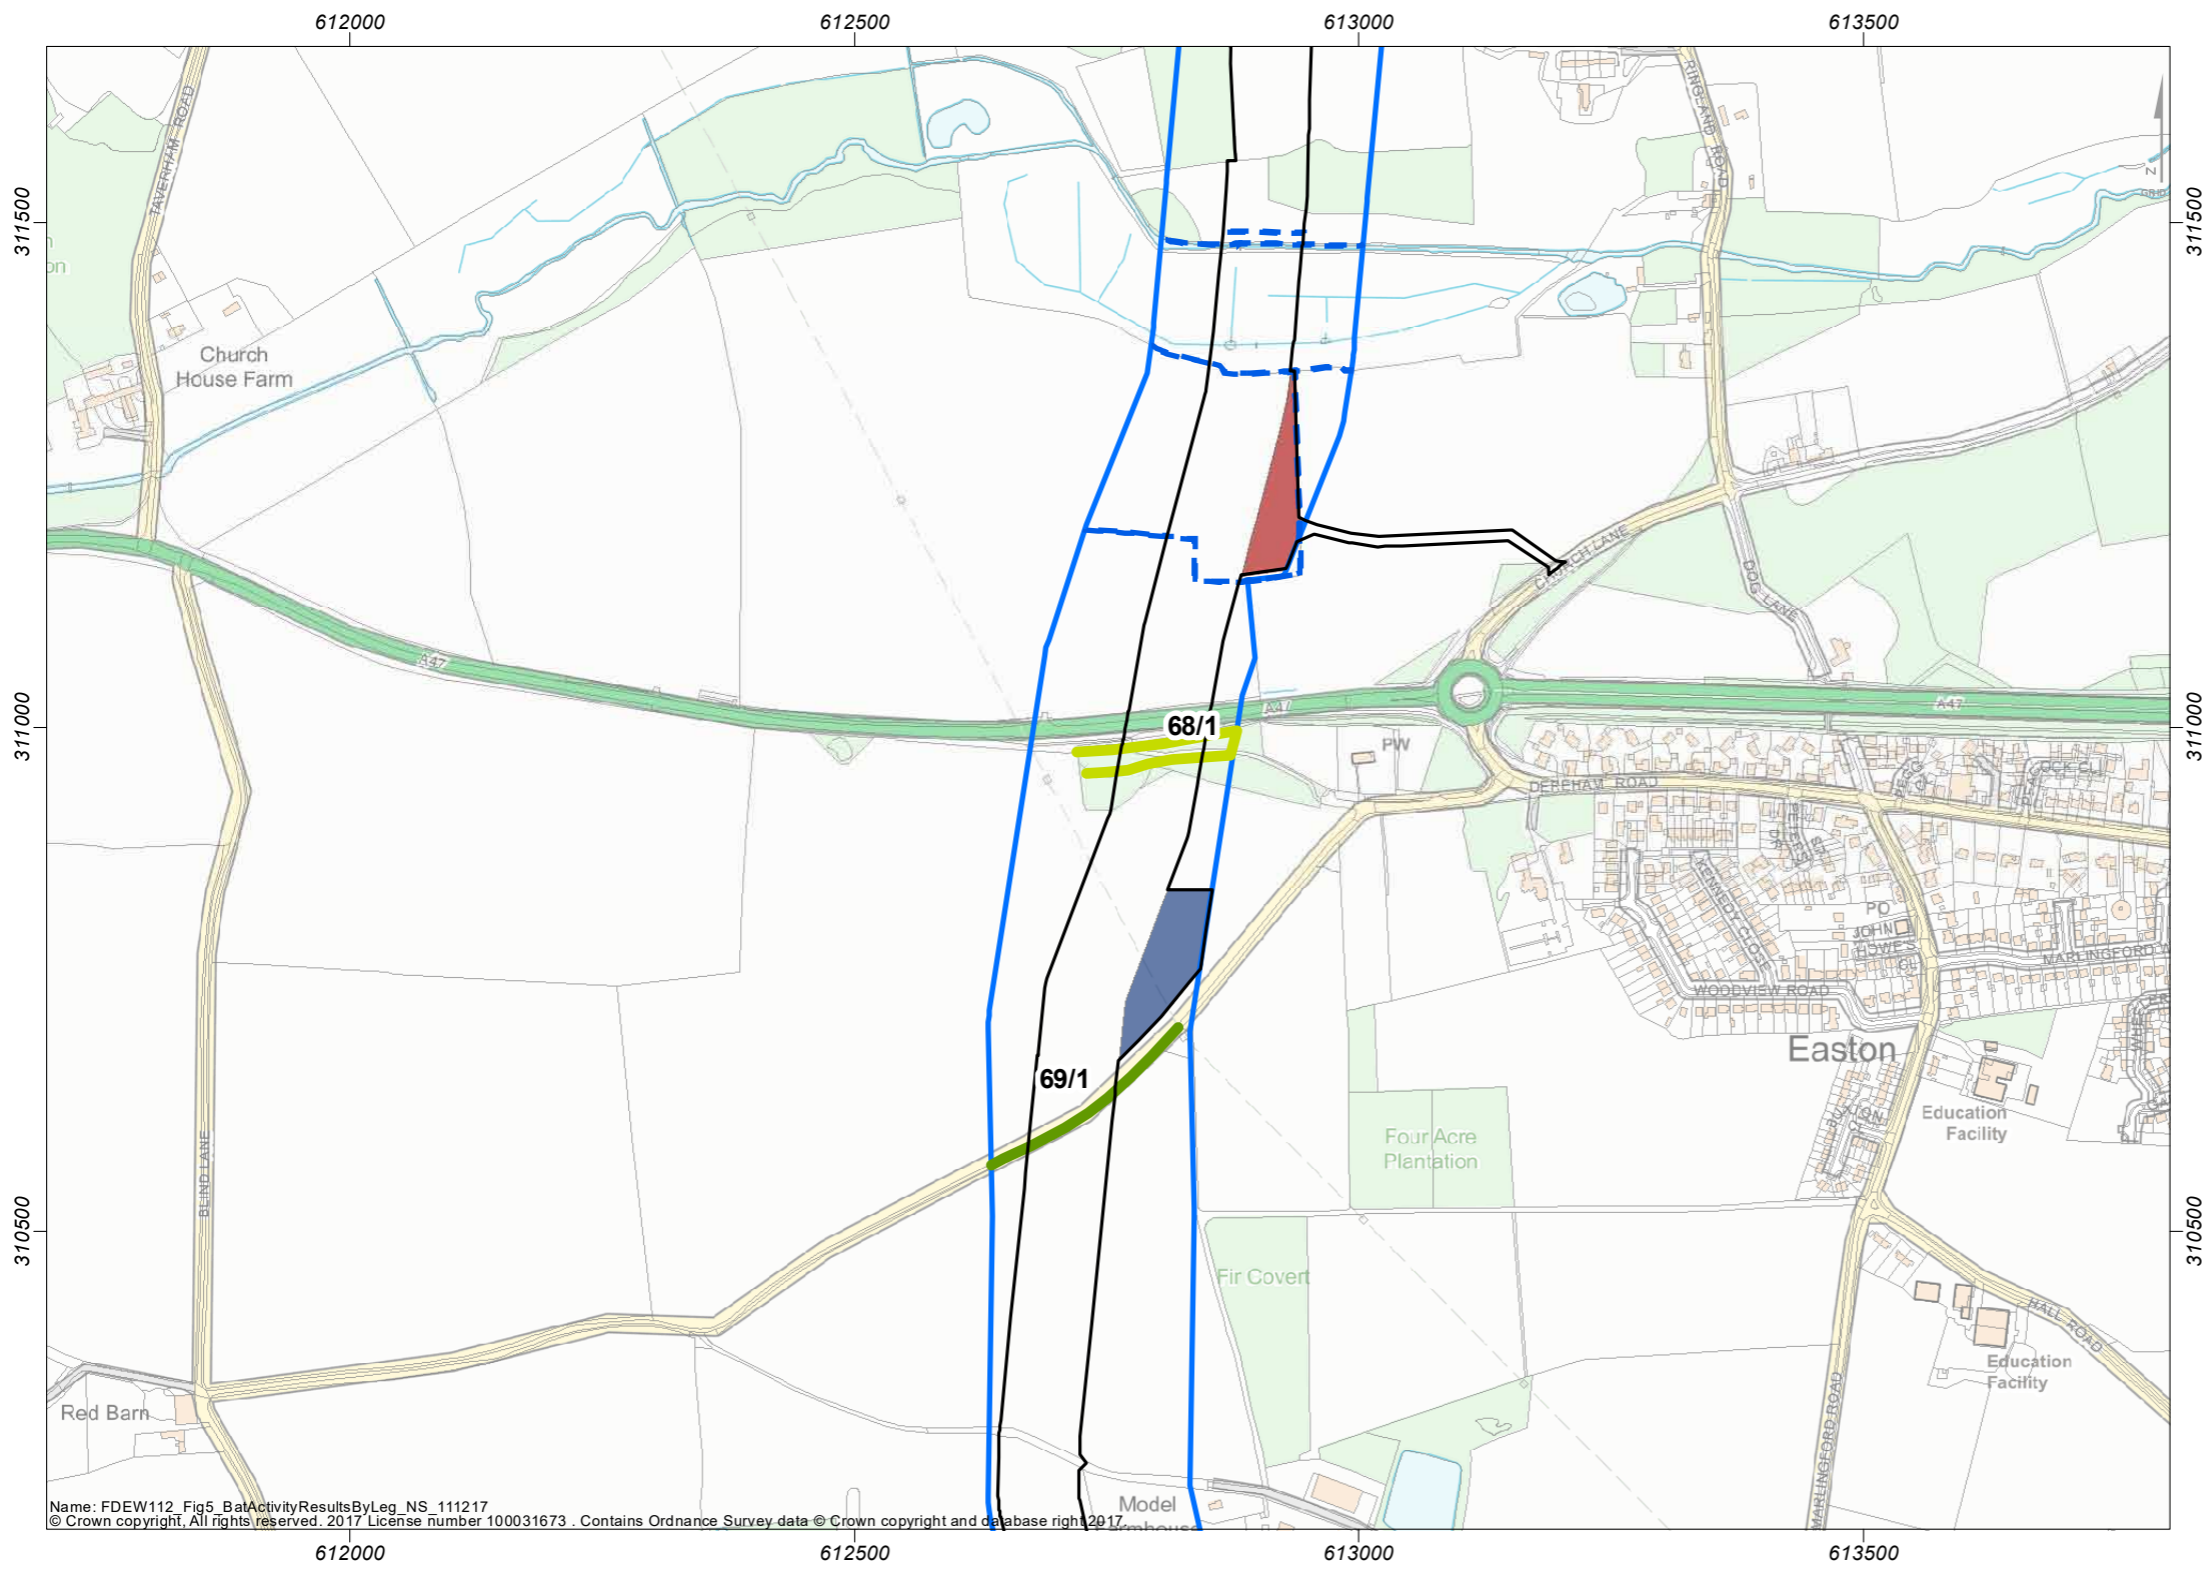 612000
612500
613000
613500
TAVERHAM ROAD
RINGLAND ROAD
311500
311500
Church
House Farm
CHURCH LANE
DOG LANE
A47
A47
A47
311000
311000
68/1
PW
DEREHAM ROAD
KENNEDY CLOSE
PO
JOHN
HOWE'S
CL
MARLINGFORD
WOODVIEW ROAD
Easton
69/1
BLIND LANE
Four Acre
Plantation
Education
Facility
310500
310500
Fir Covert
HALL ROAD
Education
Facility
MARLINGFORD ROAD
Red Barn
Model
Farmhouse
Name: FDEW112_Fig5_BatActivityResultsByLeg_NS_111217
© Crown copyright, All rights reserved. 2017 License number 100031673 . Contains Ordnance Survey data © Crown copyright and database right 2017
612000
612500
613000
613500